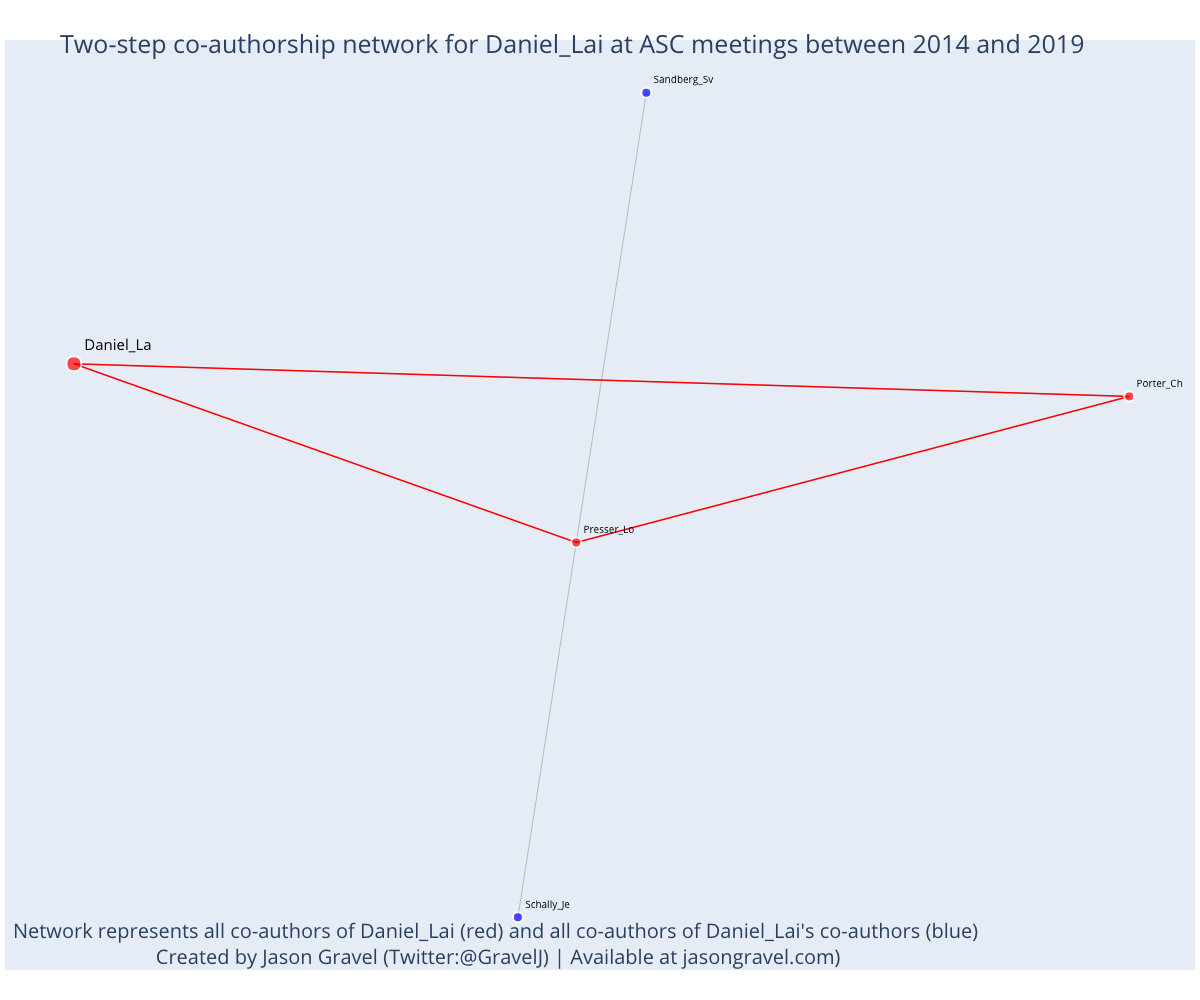 Two-step co-authorship network for Daniel_Lai at ASC meetings between 2014 and 2019
Sandberg_Sv
Daniel_La
Porter_Ch
Presser_Lo
Schally_Je
Network represents all co-authors of Daniel_Lai (red) and all co-authors of Daniel_Lai's co-authors (blue)
Created by Jason Gravel (Twitter:@GravelJ) | Available at jasongravel.com)